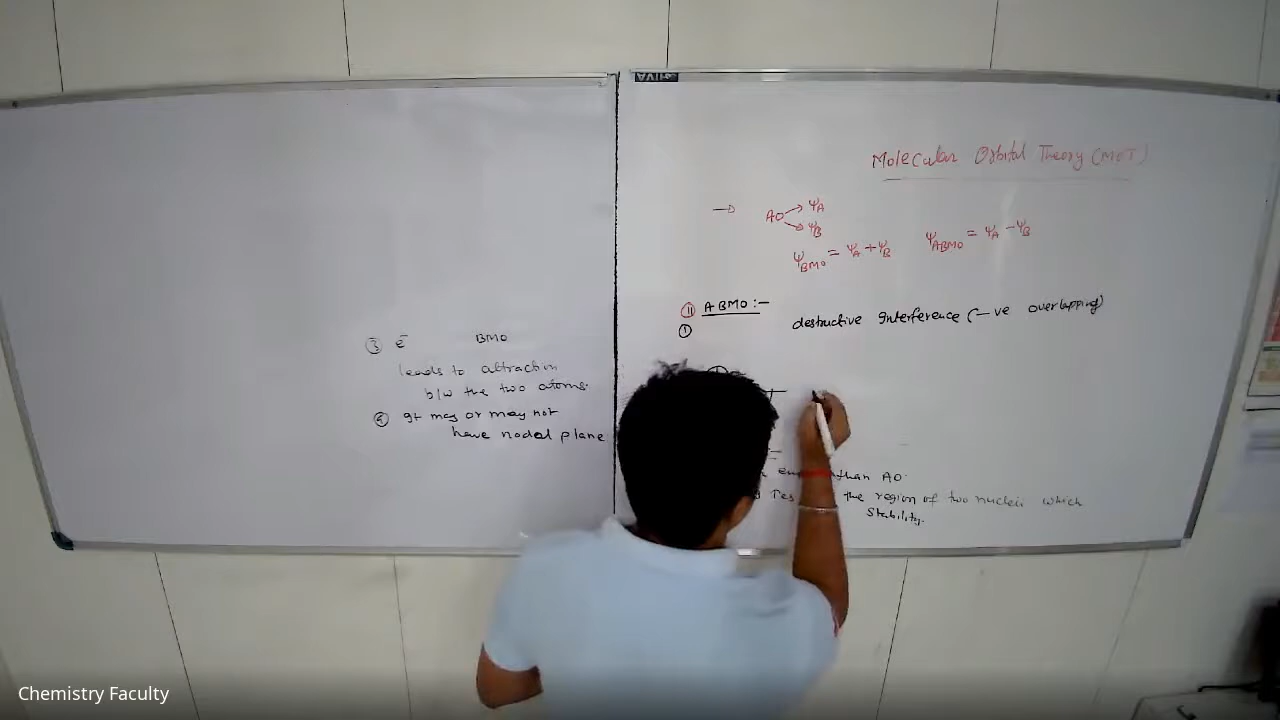 Molecular Orbital Theory (MOT)
→ AO → ΨA
→ ΨB
ΨBMO = ΨA + ΨB ΨABMO = ΨA − ΨB
II ABMO :-
① destructive Interference (-ve overlapping)
than AO.
the region of two nuclei which
Stability.
③ e̅ BMO
leads to attraction
b/w the two atoms.
④ It may or may not
have nodal plane
Chemistry Faculty